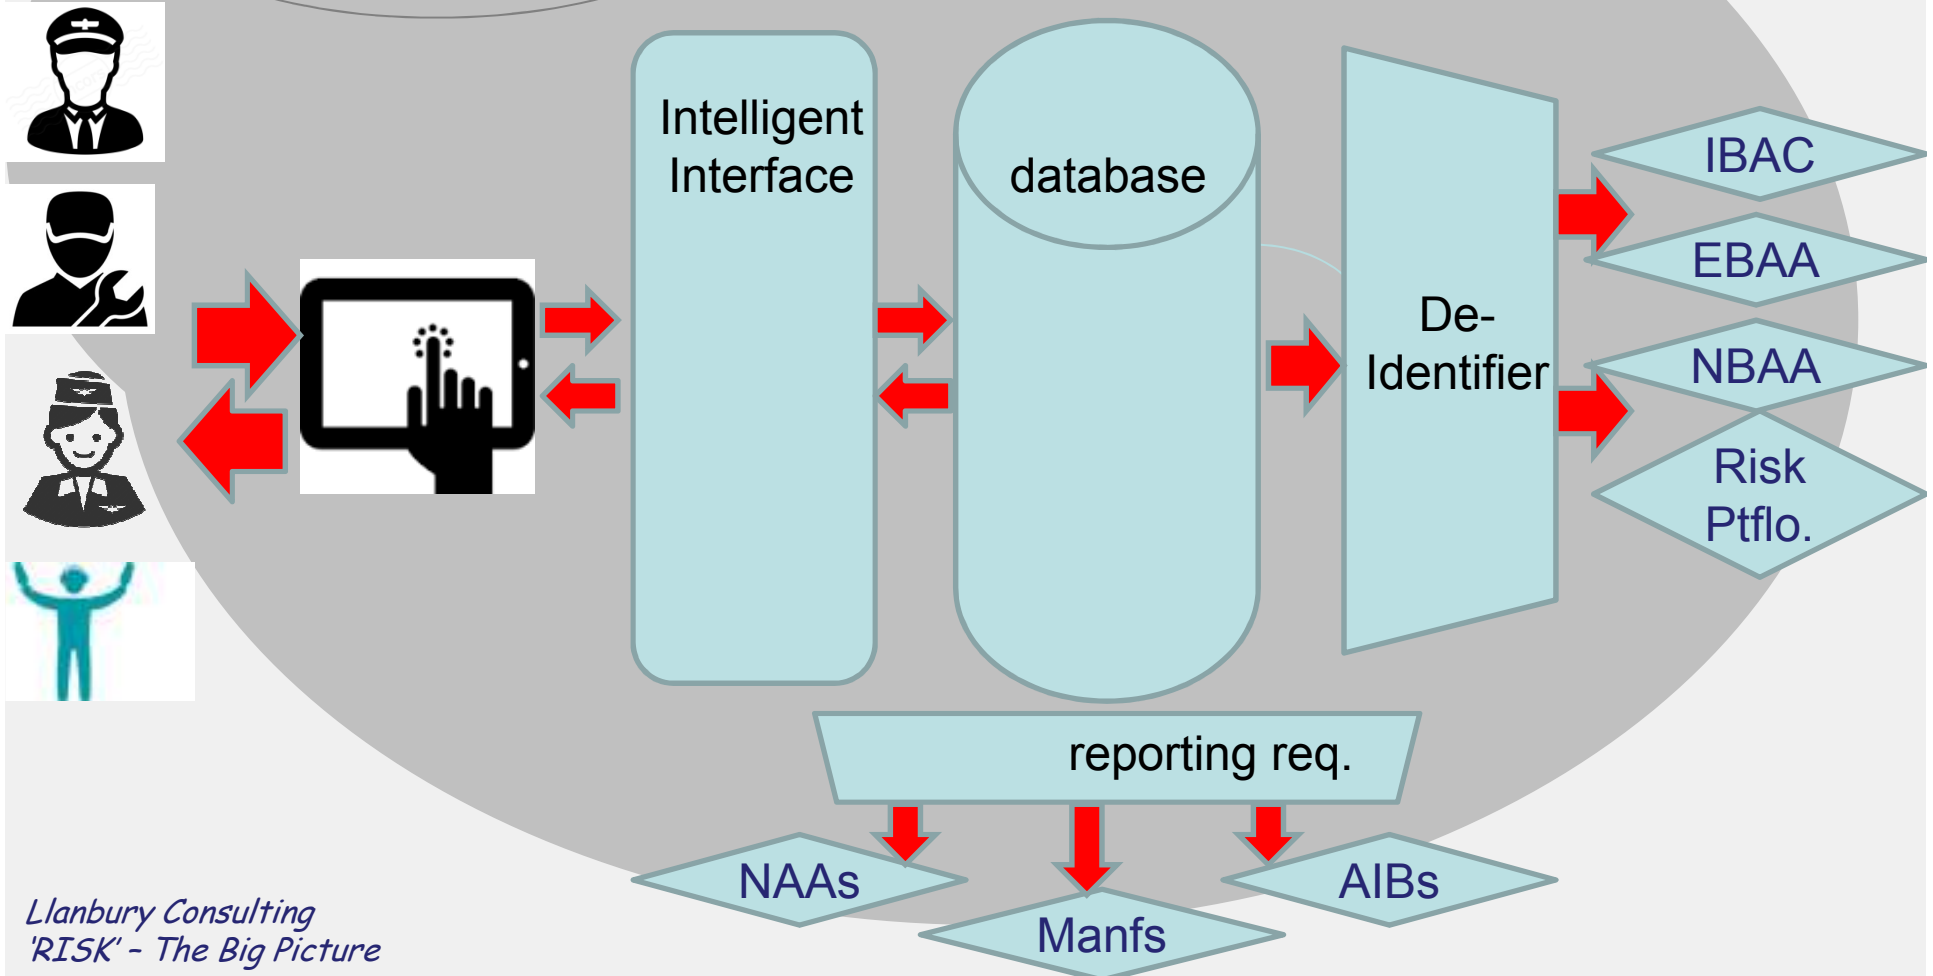 Intelligent
Interface
database
De-
Identifier
IBAC
EBAA
NBAA
Risk
Ptflo.
reporting req.
NAAs
Manfs
AIBs
Llanbury Consulting
‘RISK’ – The Big Picture